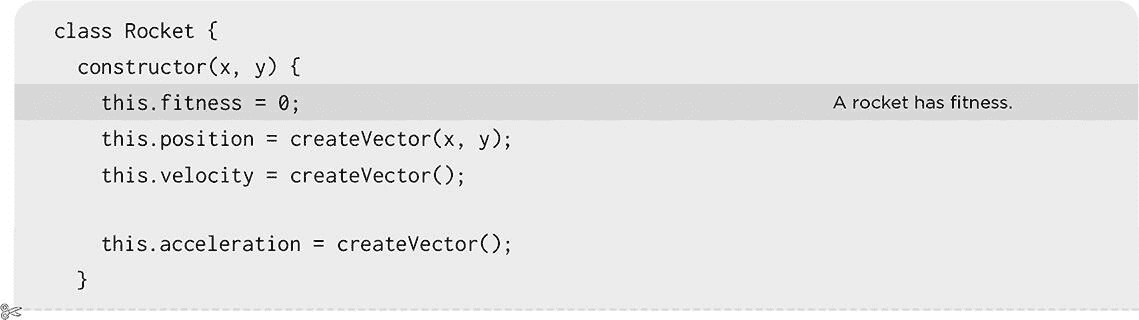 class Rocket {
constructor(x, y) {
this.fitness = 0; A rocket has fitness.
this.position = createVector(x, y);
this.velocity = createVector();
this.acceleration = createVector();
}